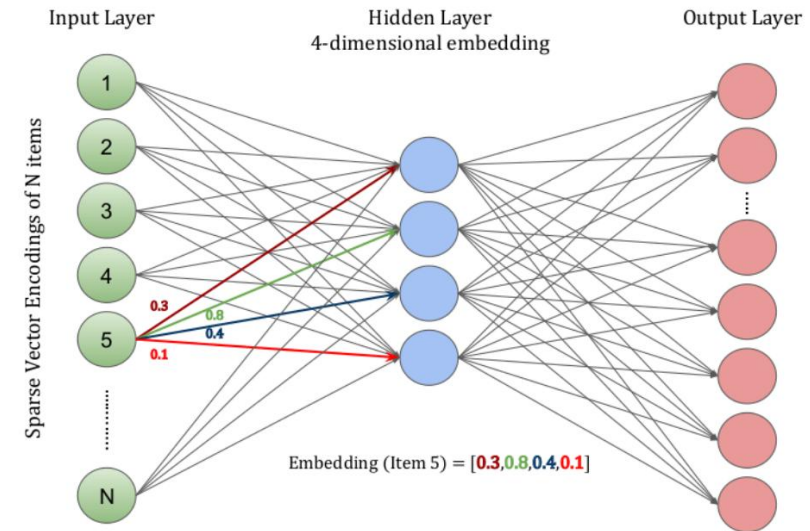 Input Layer
Hidden Layer
4-dimensional embedding
Output Layer
Sparse Vector Encodings of N items
1
2
3
4
5
N
0.3
0.8
0.4
0.1
Embedding (Item 5) = [0.3,0.8,0.4,0.1]